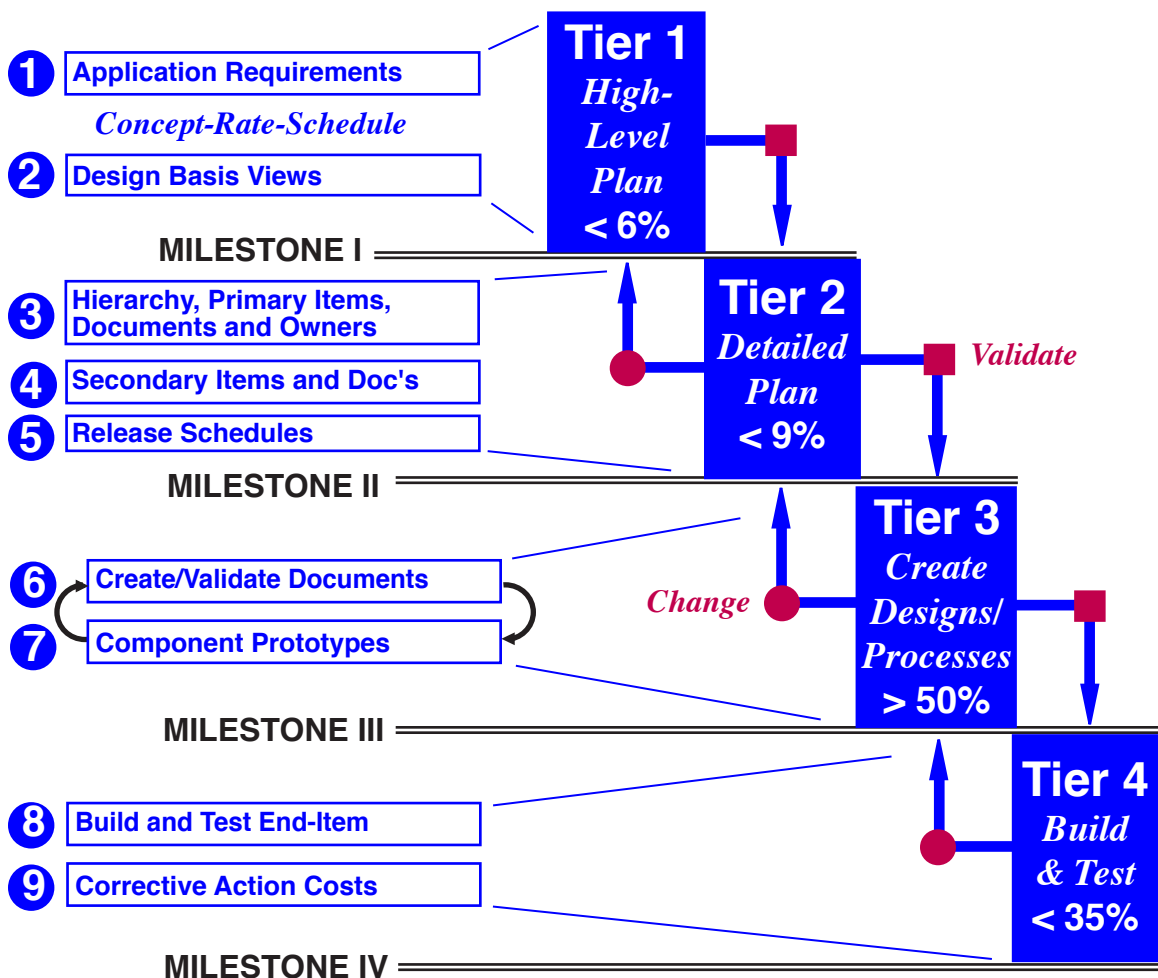 1
Application Requirements
Concept-Rate-Schedule
2
Design Basis Views
Tier 1
High-
Level
Plan
< 6%
MILESTONE I
3
Hierarchy, Primary Items,
Documents and Owners
4
Secondary Items and Doc's
5
Release Schedules
Tier 2
Detailed
Plan
< 9%
Validate
MILESTONE II
6
Create/Validate Documents
7
Component Prototypes
Change
Tier 3
Create
Designs/
Processes
> 50%
MILESTONE III
8
Build and Test End-Item
9
Corrective Action Costs
Tier 4
Build
& Test
< 35%
MILESTONE IV